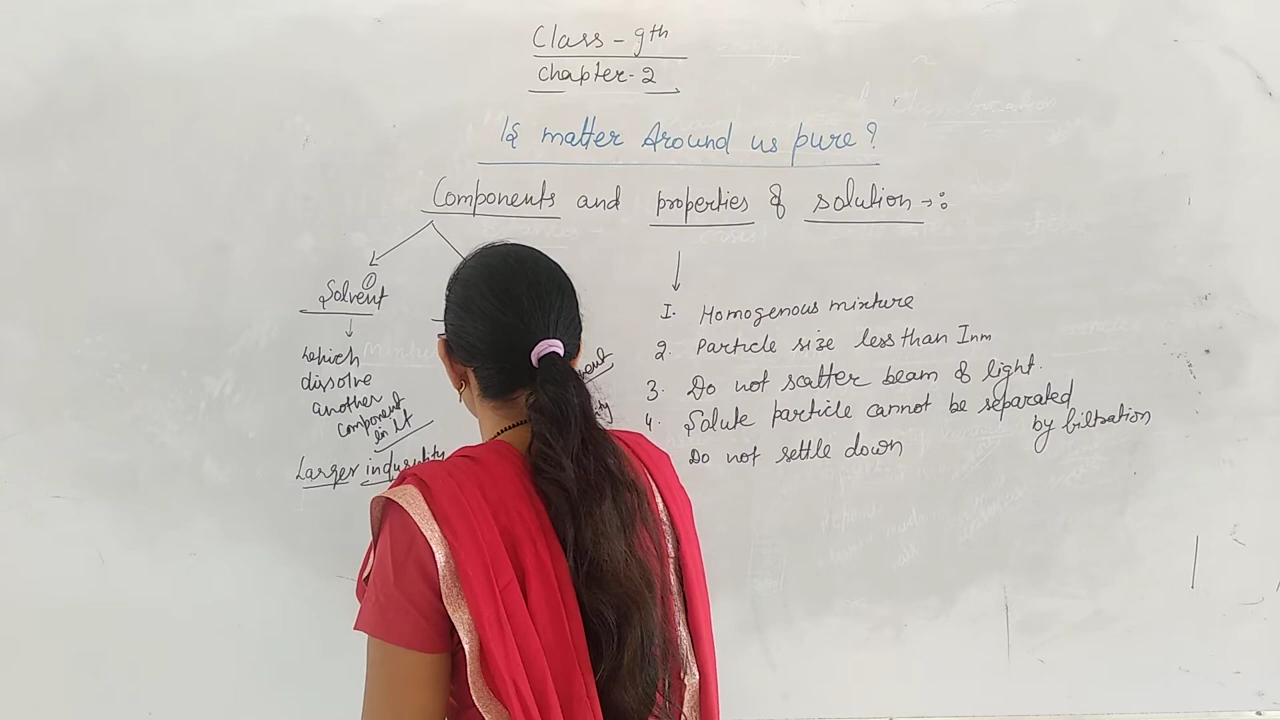 Class - 9th
Chapter - 2
Is matter Around us pure?
Components and properties of solution →:
① Solvent
which
dissolve
another
component
in it
Larger in
1. Homogenous mixture
2. Particle size less than 1nm
3. Do not scatter beam of light.
4. Solute particle cannot be separated
by filtration
Do not settle down